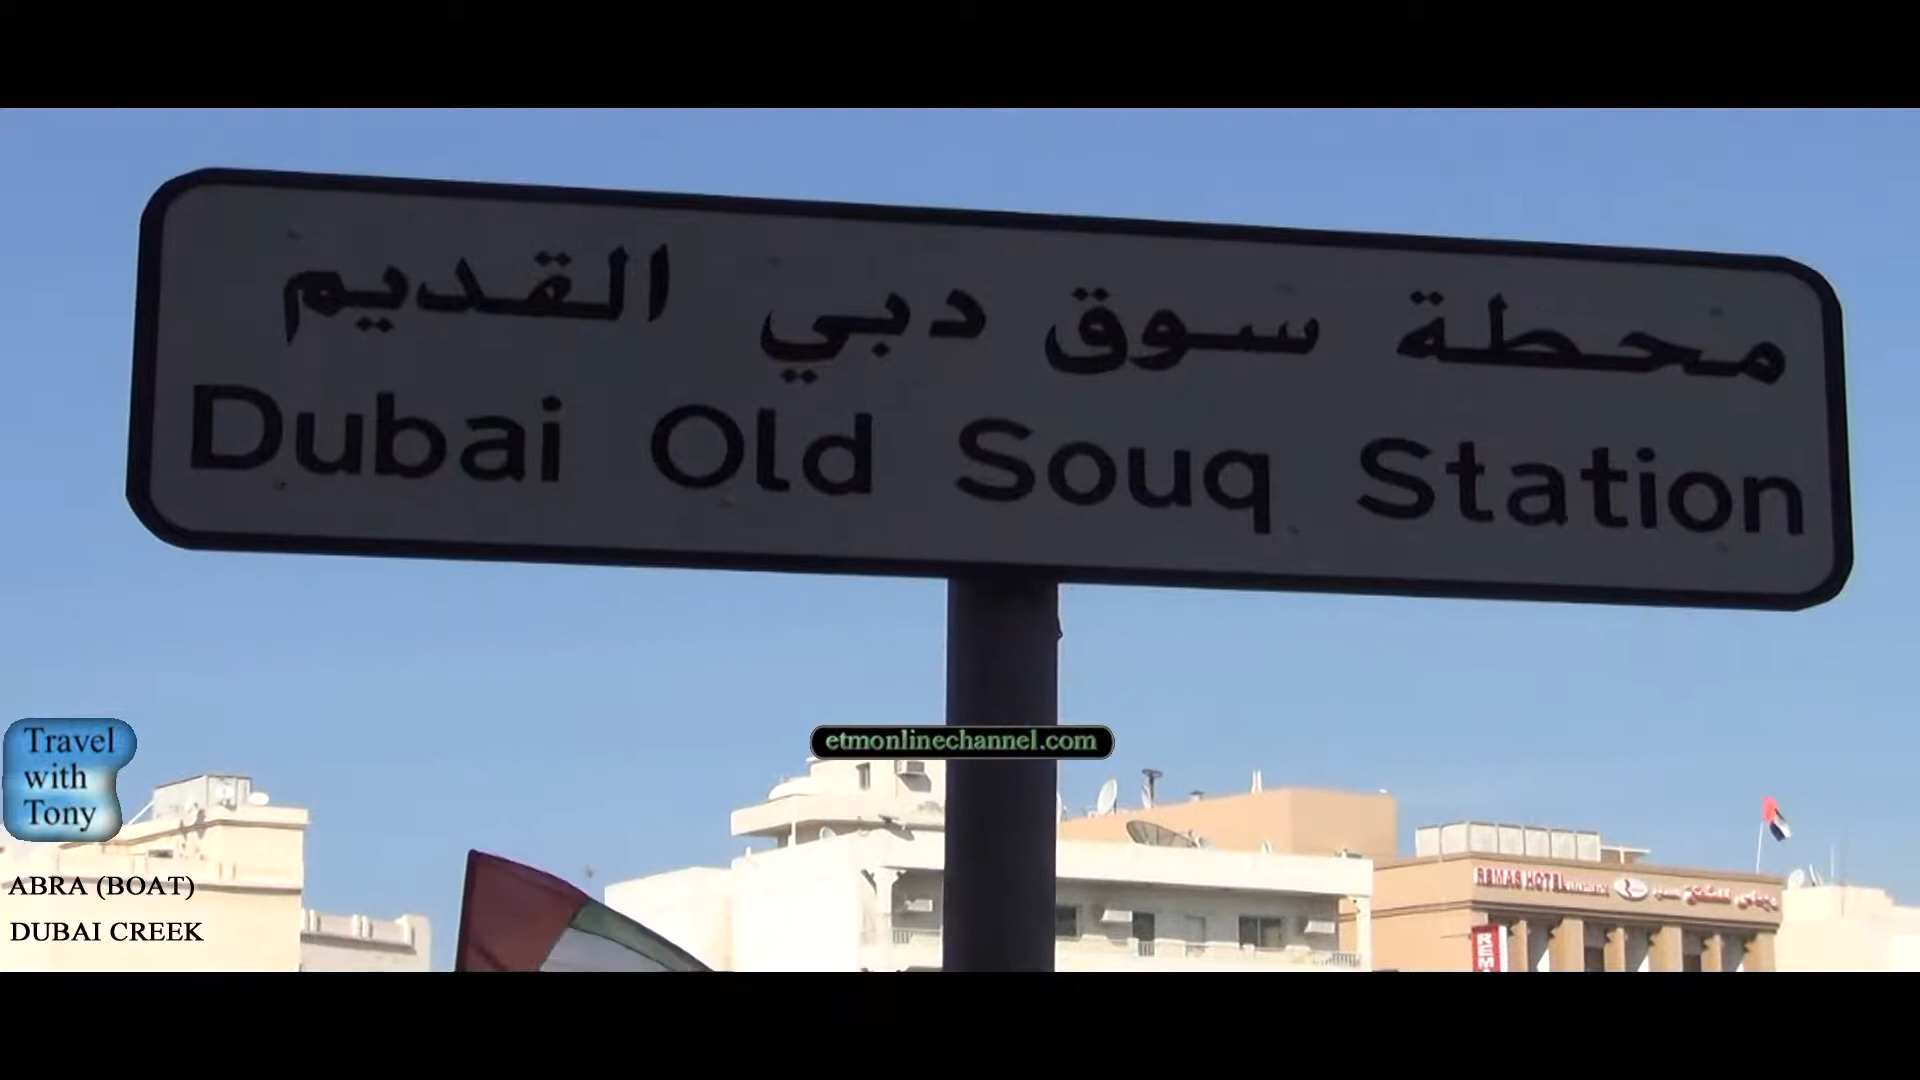 محطة سوق دبي القديم
Dubai Old Souq Station
etmonlinechannel.com
Travel
with
Tony
ABRA (BOAT)
DUBAI CREEK
REMAS HOTEL